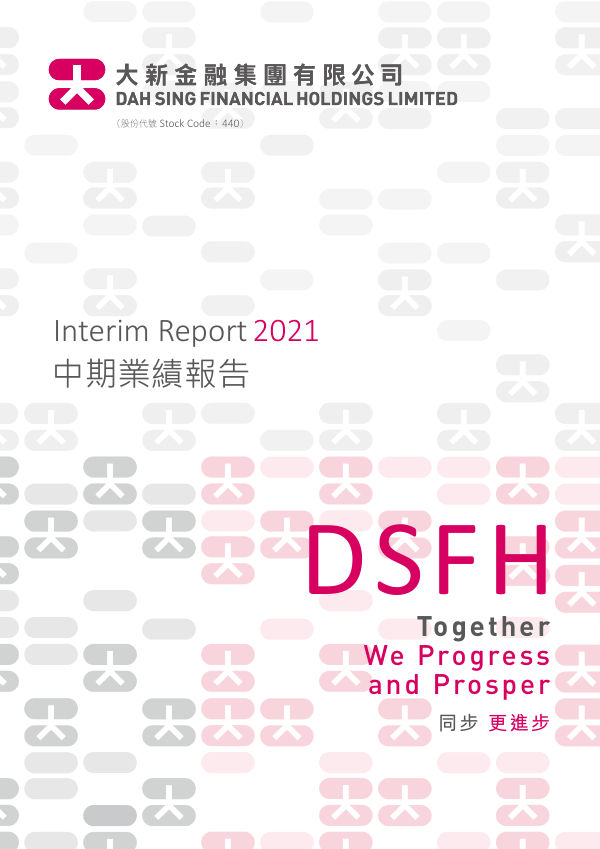 大新金融集團有限公司
DAH SING FINANCIAL HOLDINGS LIMITED
（股份代號 Stock Code：440）
Interim Report 2021
中期業績報告
DSFH
Together
We Progress
and Prosper
同步 更進步